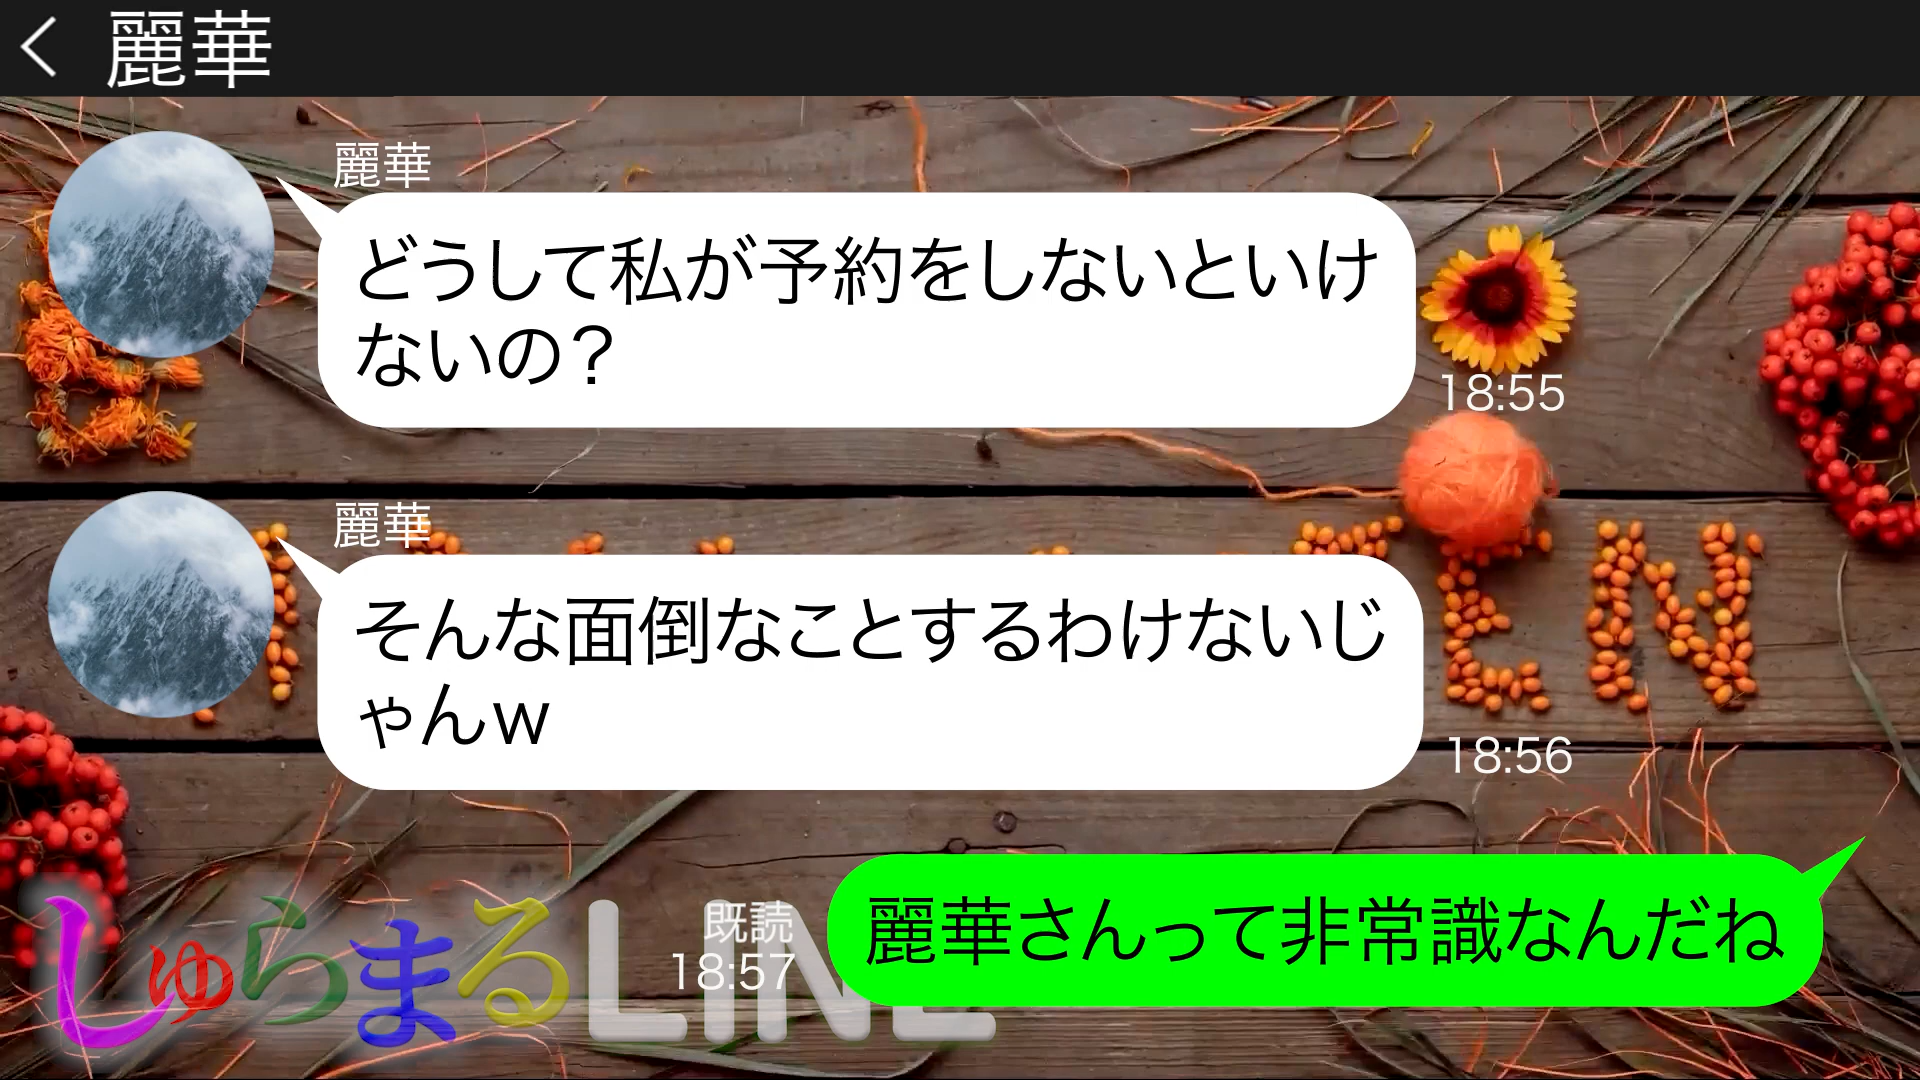 麗華
麗華
どうして私が予約をしないといけ
ないの？
18:55
麗華
そんな面倒なことするわけないじ
ゃんｗ
18:56
麗華さんって非常識なんだね
既読
18:57
しゅらまるLINE
EN